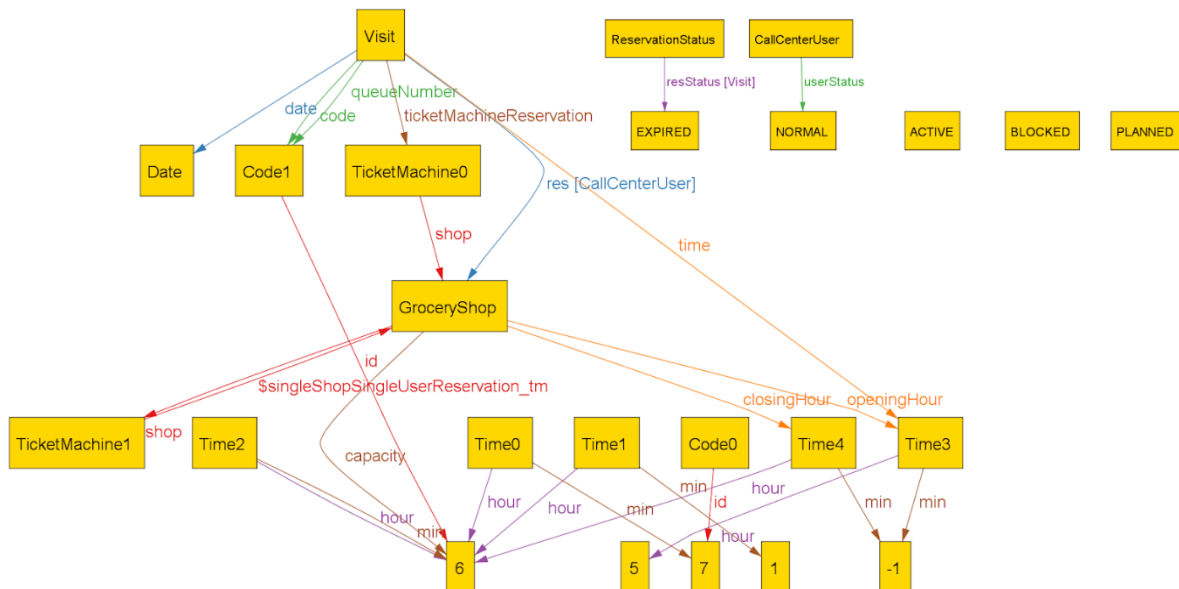 Visit
ReservationStatus
CallCenterUser
resStatus [Visit]
userStatus
queueNumber
date
code
ticketMachineReservation
EXPIRED
NORMAL
ACTIVE
BLOCKED
PLANNED
Date
Code1
TicketMachine0
res [CallCenterUser]
shop
time
GroceryShop
id
$singleShopSingleUserReservation_tm
closingHour
openingHour
shop
TicketMachine1
Time2
capacity
Time0
Time1
Code0
Time4
Time3
hour
min
hour
hour
min
min
id
hour
hour
min
min
6
5
7
1
-1